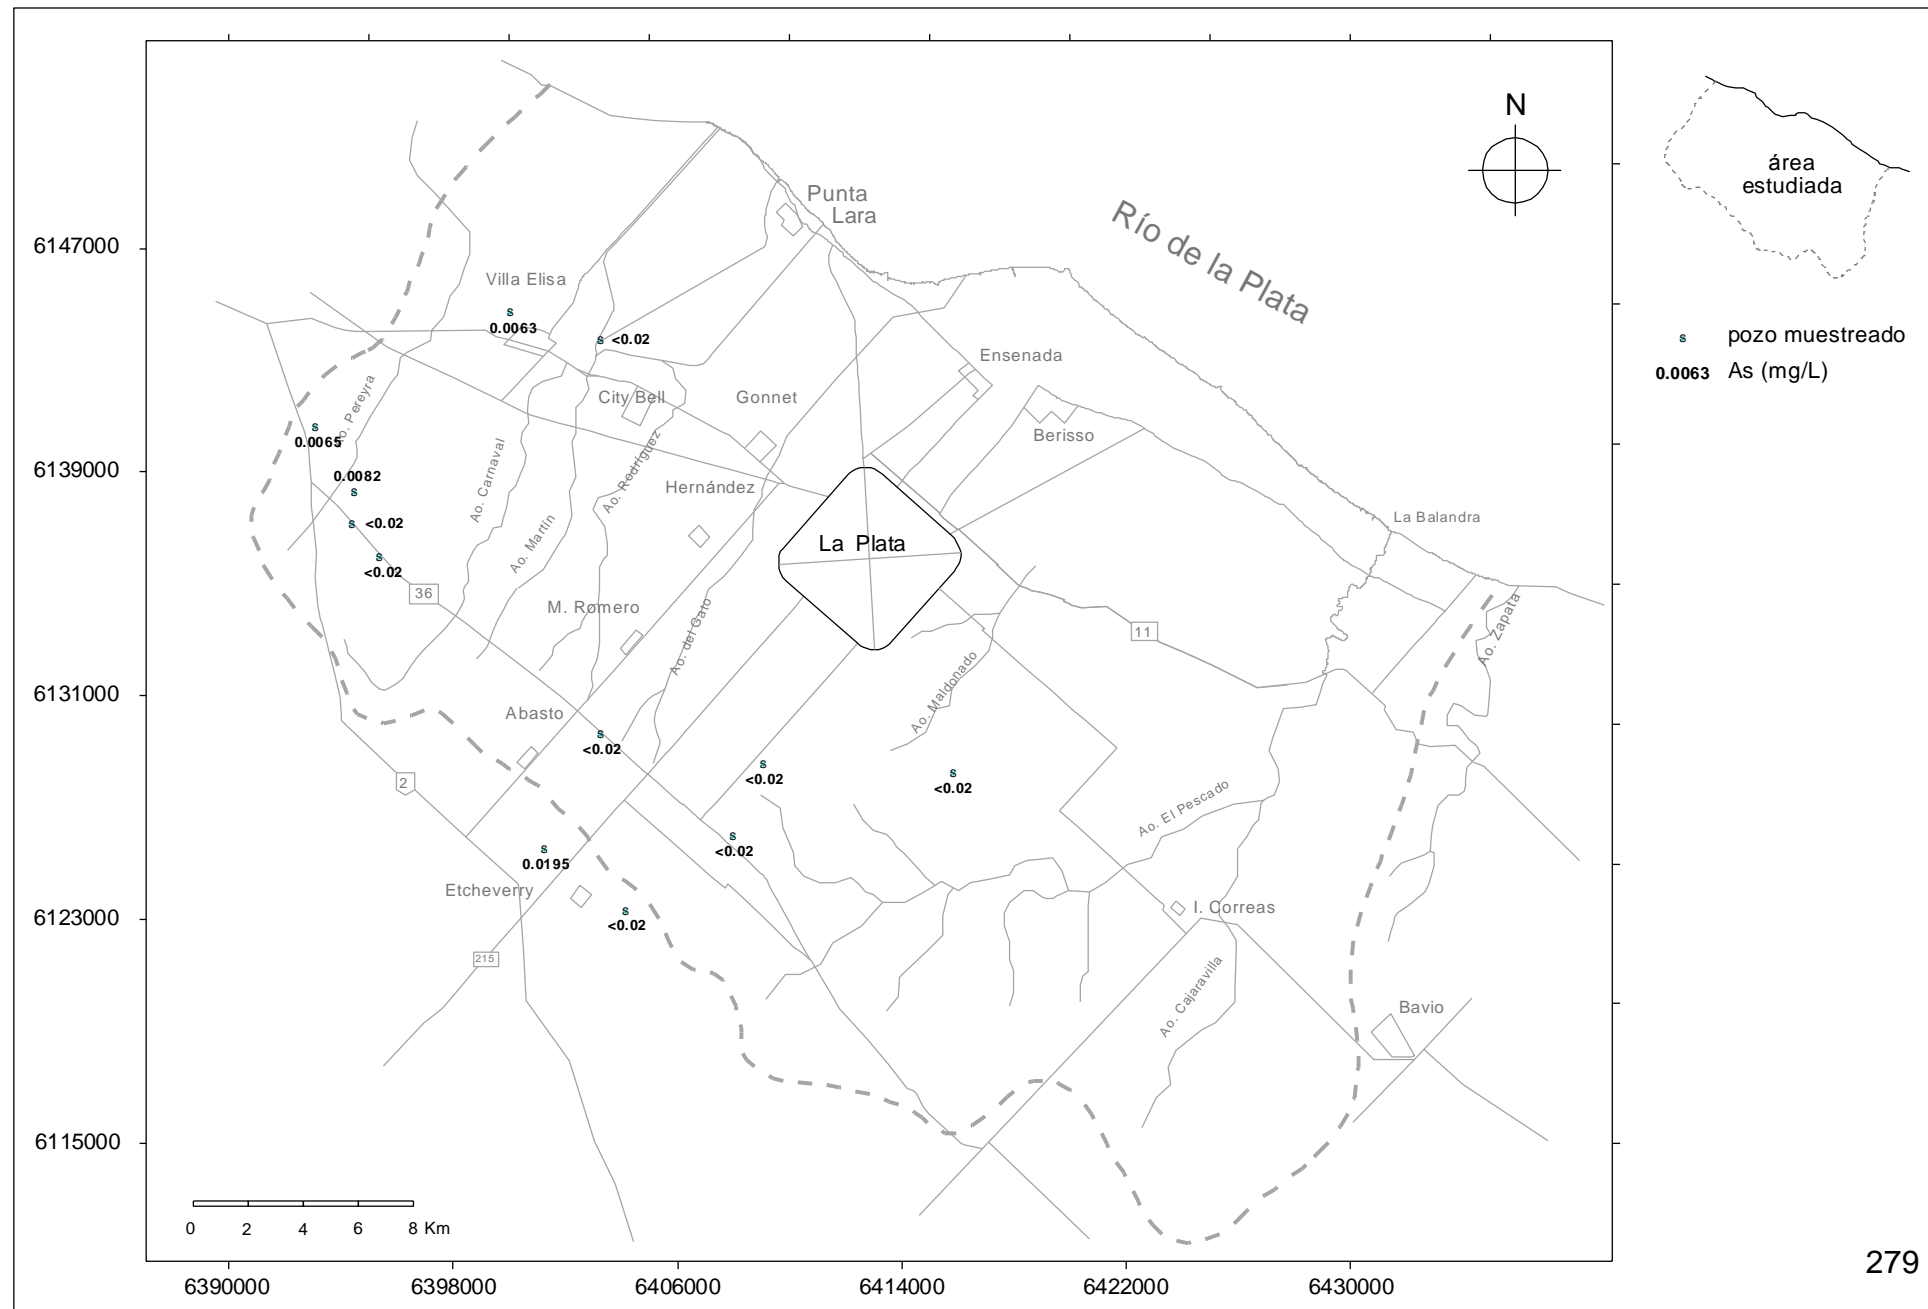 N
Punta
Lara
Río de la Plata
área
estudiada
6147000
Villa Elisa
0.0063
<0.02
s pozo muestreado
0.0063 As (mg/L)
Ensenada
City Bell
Gonnet
Ao. Pereyra
0.0065
Berisso
6139000
0.0082
Ao. Carnaval
Ao. Rodríguez
Hernández
<0.02
Ao. Martín
La Plata
La Balandra
<0.02
36
M. Romero
Ao. del Gato
11
Ao. Zapata
6131000
Abasto
Ao. Maldonado
<0.02
2
<0.02
<0.02
Ao. El Pescado
<0.02
0.0195
Etcheverry
6123000
<0.02
I. Correas
215
Ao. Cajaravilla
Bavio
6115000
0 2 4 6 8 Km
279
6390000 6398000 6406000 6414000 6422000 6430000